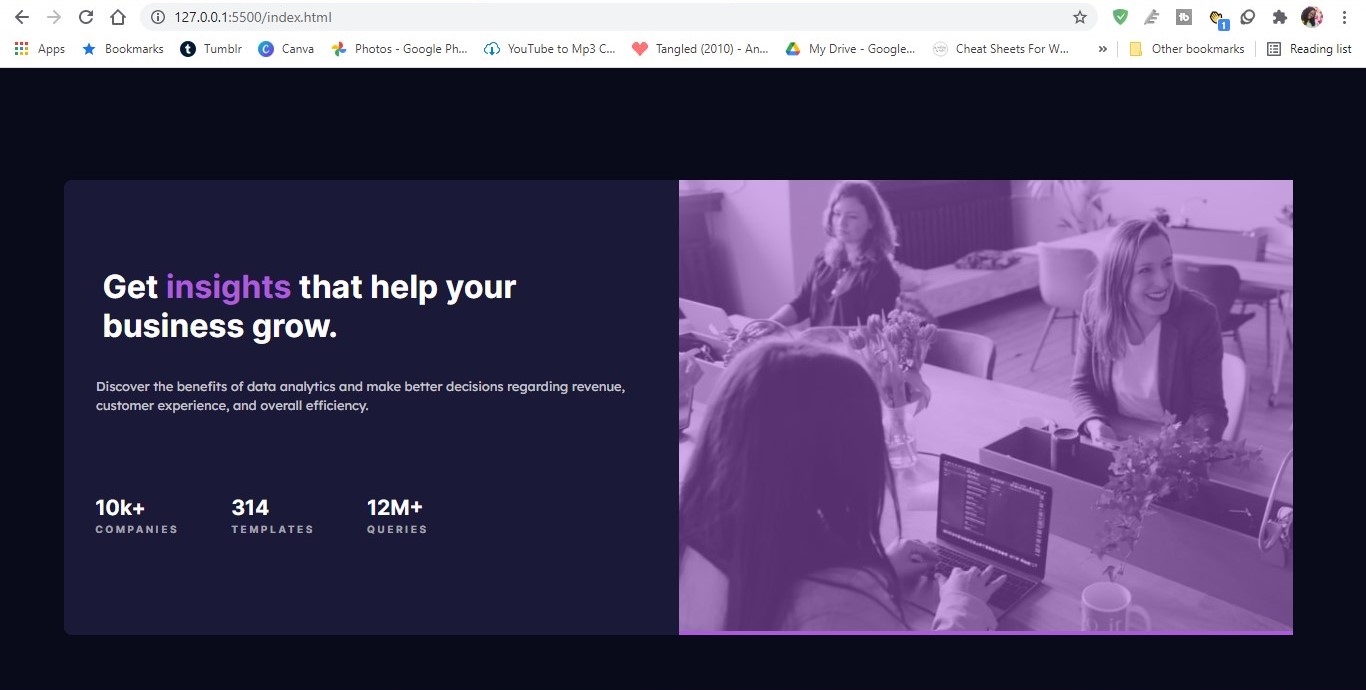 127.0.0.1:5500/index.html
1
Apps Bookmarks Tumblr Canva Photos - Google Ph... YouTube to Mp3 C... Tangled (2010) - An... My Drive - Google... Cheat Sheets For W... » Other bookmarks Reading list
Get insights that help your
business grow.
Discover the benefits of data analytics and make better decisions regarding revenue,
customer experience, and overall efficiency.
10k+ 314 12M+
COMPANIES TEMPLATES QUERIES